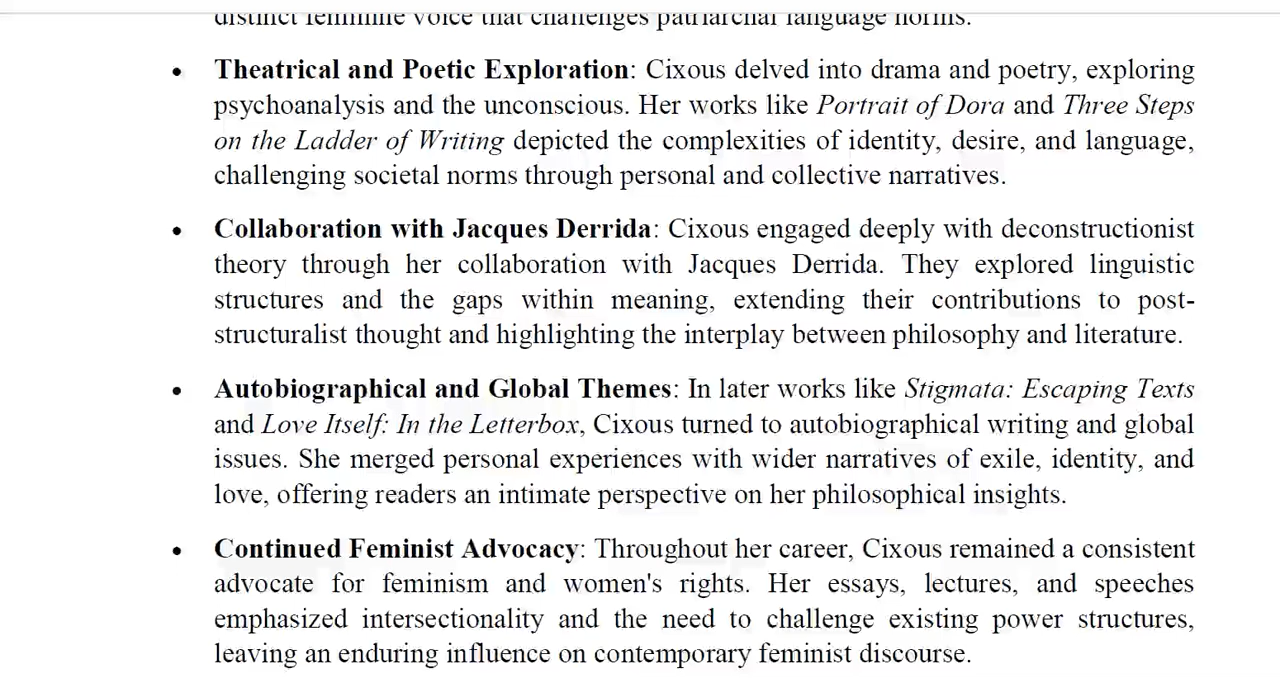 distinct feminine voice that challenges patriarchal language norms.
• Theatrical and Poetic Exploration: Cixous delved into drama and poetry, exploring
psychoanalysis and the unconscious. Her works like Portrait of Dora and Three Steps
on the Ladder of Writing depicted the complexities of identity, desire, and language,
challenging societal norms through personal and collective narratives.
• Collaboration with Jacques Derrida: Cixous engaged deeply with deconstructionist
theory through her collaboration with Jacques Derrida. They explored linguistic
structures and the gaps within meaning, extending their contributions to post-
structuralist thought and highlighting the interplay between philosophy and literature.
• Autobiographical and Global Themes: In later works like Stigmata: Escaping Texts
and Love Itself: In the Letterbox, Cixous turned to autobiographical writing and global
issues. She merged personal experiences with wider narratives of exile, identity, and
love, offering readers an intimate perspective on her philosophical insights.
• Continued Feminist Advocacy: Throughout her career, Cixous remained a consistent
advocate for feminism and women's rights. Her essays, lectures, and speeches
emphasized intersectionality and the need to challenge existing power structures,
leaving an enduring influence on contemporary feminist discourse.